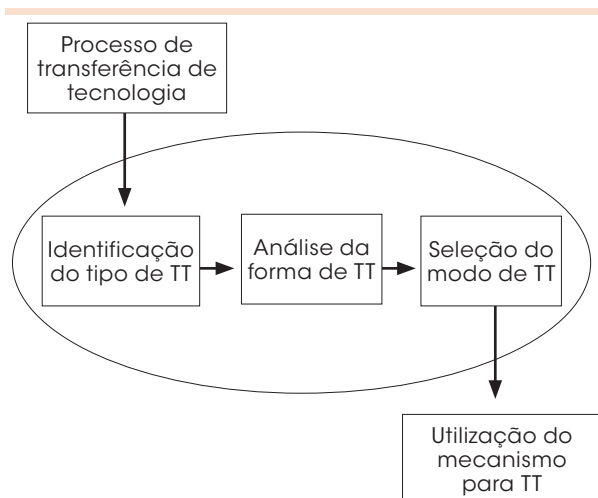 Processo de
transferência de
tecnologia
Identificação
do tipo de TT
Análise da
forma de TT
Seleção do
modo de TT
Utilização do
mecanismo
para TT